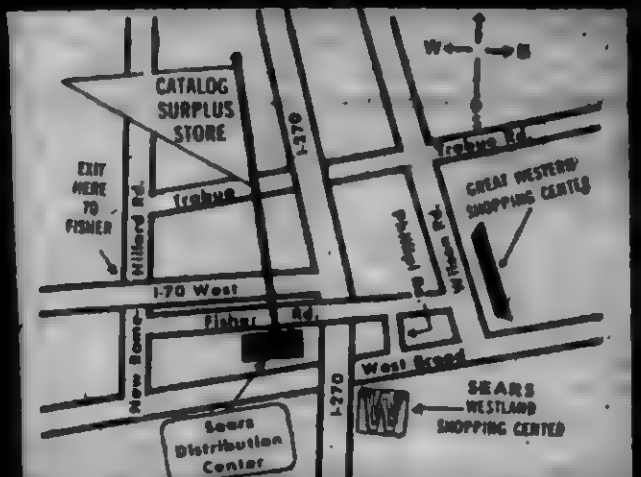 W
E
CATALOG
SURPLUS
STORE
I-270
Trabue Rd.
EXIT
HERE
TO
FISHER
GREAT WESTERN
SHOPPING CENTER
Trabue
Hilliard Rd.
Wilson Rd.
I-70 West
Fisher Rd.
New Rome
West Broad
I-270
SEARS
WESTLAND
SHOPPING CENTER
Sears
Distribution
Center